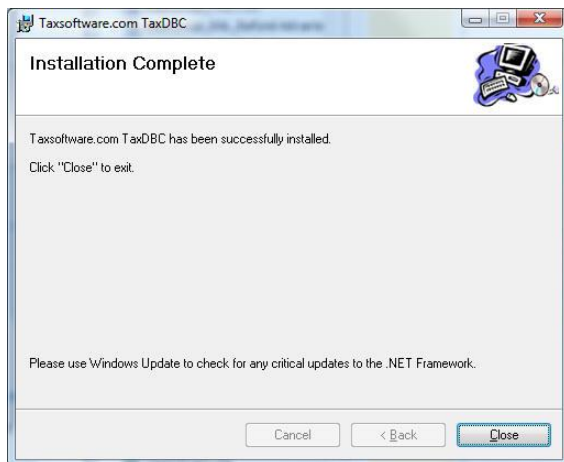 Taxsoftware.com TaxDBC
Installation Complete
Taxsoftware.com TaxDBC has been successfully installed.
Click "Close" to exit.
Please use Windows Update to check for any critical updates to the .NET Framework.
Cancel
< Back
Close